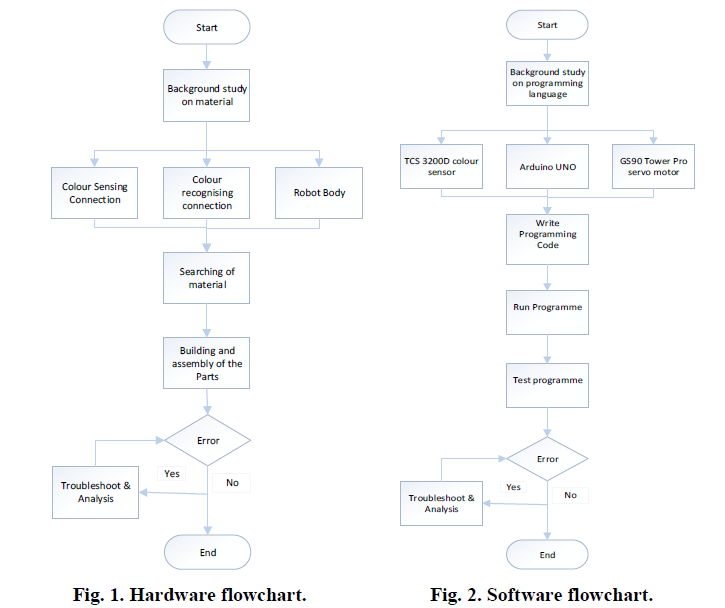 Start
Background study
on material
Colour Sensing
Connection
Colour
recognising
connection
Robot Body
Searching of
material
Building and
assembly of the
Parts
Error
Yes
No
Troubleshoot &
Analysis
End
Fig. 1. Hardware flowchart.
Start
Background study
on programming
language
TCS 3200D colour
sensor
Arduino UNO
GS90 Tower Pro
servo motor
Write
Programming
Code
Run Programme
Test programme
Error
Yes
No
Troubleshoot &
Analysis
End
Fig. 2. Software flowchart.